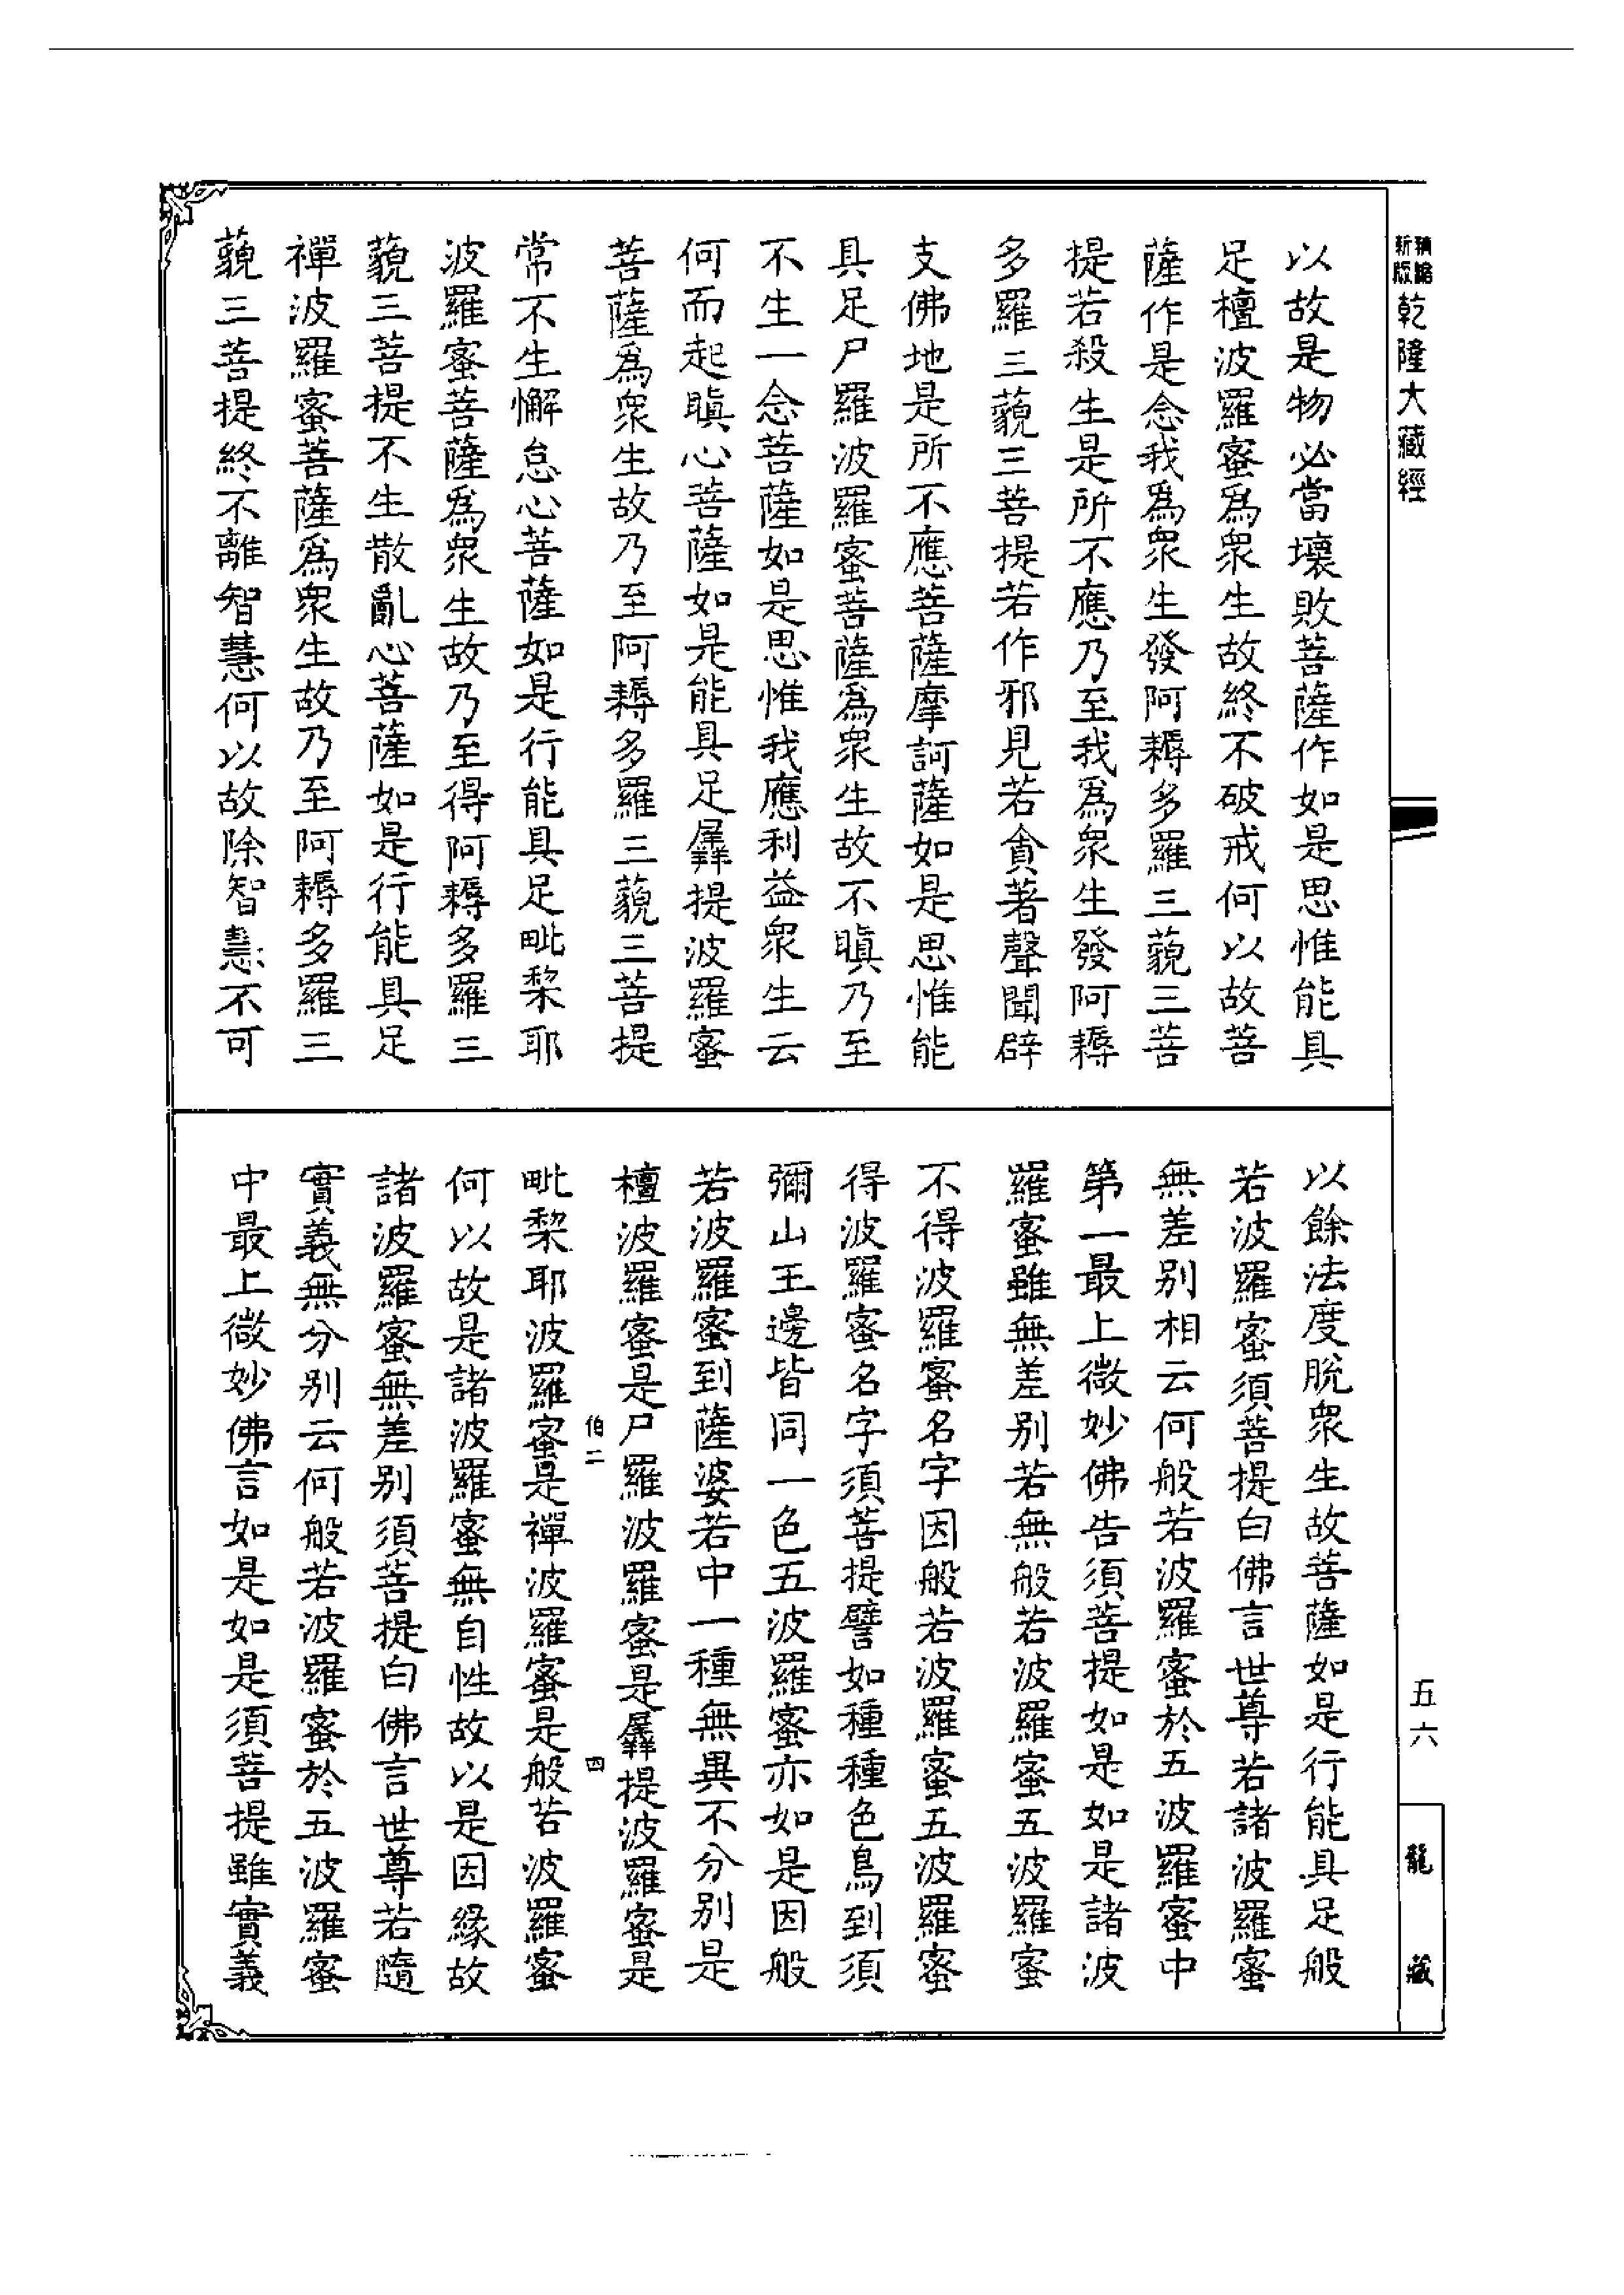 新版
乾隆大藏經
以故是物必當壞敗菩薩作如是思惟能具
足檀波羅蜜為眾生故終不破戒何以故菩
薩作是念我為眾生發阿耨多羅三藐三菩
提若殺生是所不應乃至我為眾生發阿耨
多羅三藐三菩提若作邪見若貪著聲聞辟
支佛地是所不應菩薩摩訶薩如是思惟能
具足尸羅波羅蜜菩薩為眾生故不瞋乃至
不生一念菩薩如是思惟我應利益眾生云
何而起瞋心菩薩如是能具足羼提波羅蜜
菩薩為眾生故乃至阿耨多羅三藐三菩提
常不生懈怠心菩薩如是行能具足毗棃耶
波羅蜜菩薩為眾生故乃至得阿耨多羅三
藐三菩提不生散亂心菩薩如是行能具足
禪波羅蜜菩薩為眾生故乃至阿耨多羅三
藐三菩提終不離智慧何以故除智慧不可
以餘法度脫眾生故菩薩如是行能具足般
若波羅蜜須菩提白佛言世尊若諸波羅蜜
無差別相云何般若波羅蜜於五波羅蜜中
第一最上微妙佛告須菩提如是如是諸波
羅蜜雖無差別若無般若波羅蜜五波羅蜜
不得波羅蜜名字因般若波羅蜜五波羅蜜
得波羅蜜名字須菩提譬如種種色鳥到須
彌山王邊皆同一色五波羅蜜亦如是因般
若波羅蜜到薩婆若中一種無異不分別是
檀波羅蜜是尸羅波羅蜜是羼提波羅蜜是
伯二
四
毗棃耶波羅蜜是禪波羅蜜是般若波羅蜜
何以故是諸波羅蜜無自性故以是因緣故
諸波羅蜜無差別須菩提白佛言世尊若隨
實義無分別云何般若波羅蜜於五波羅蜜
中最上微妙佛言如是如是須菩提雖實義
五六
龍藏